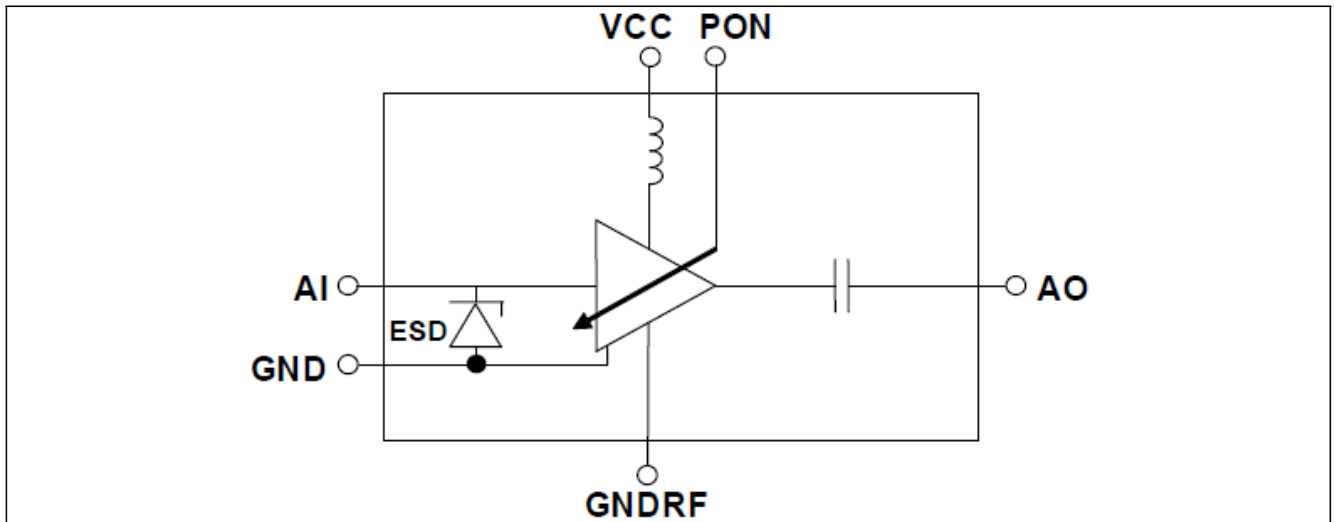 VCC PON
AI
ESD
GND
AO
GNDRF